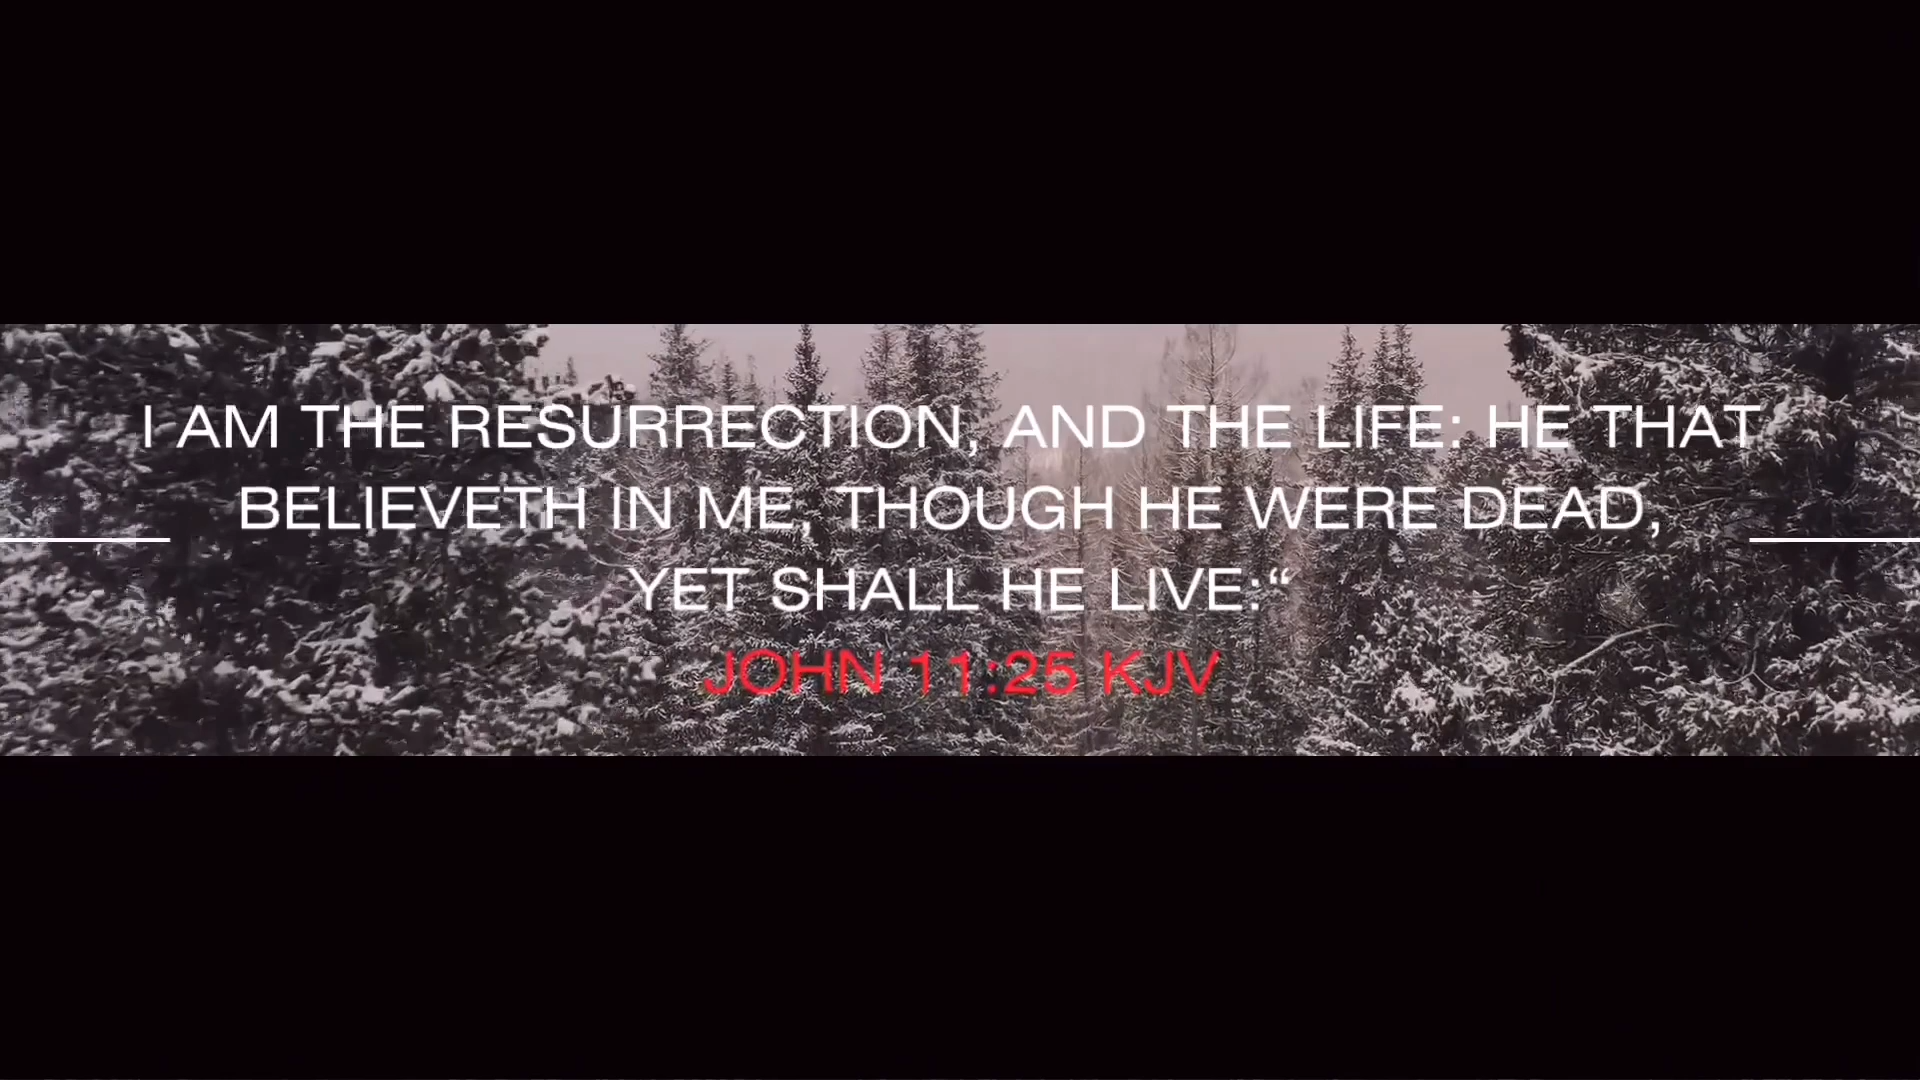 I AM THE RESURRECTION, AND THE LIFE: HE THAT
BELIEVETH IN ME, THOUGH HE WERE DEAD,
YET SHALL HE LIVE:“
JOHN 11:25 KJV